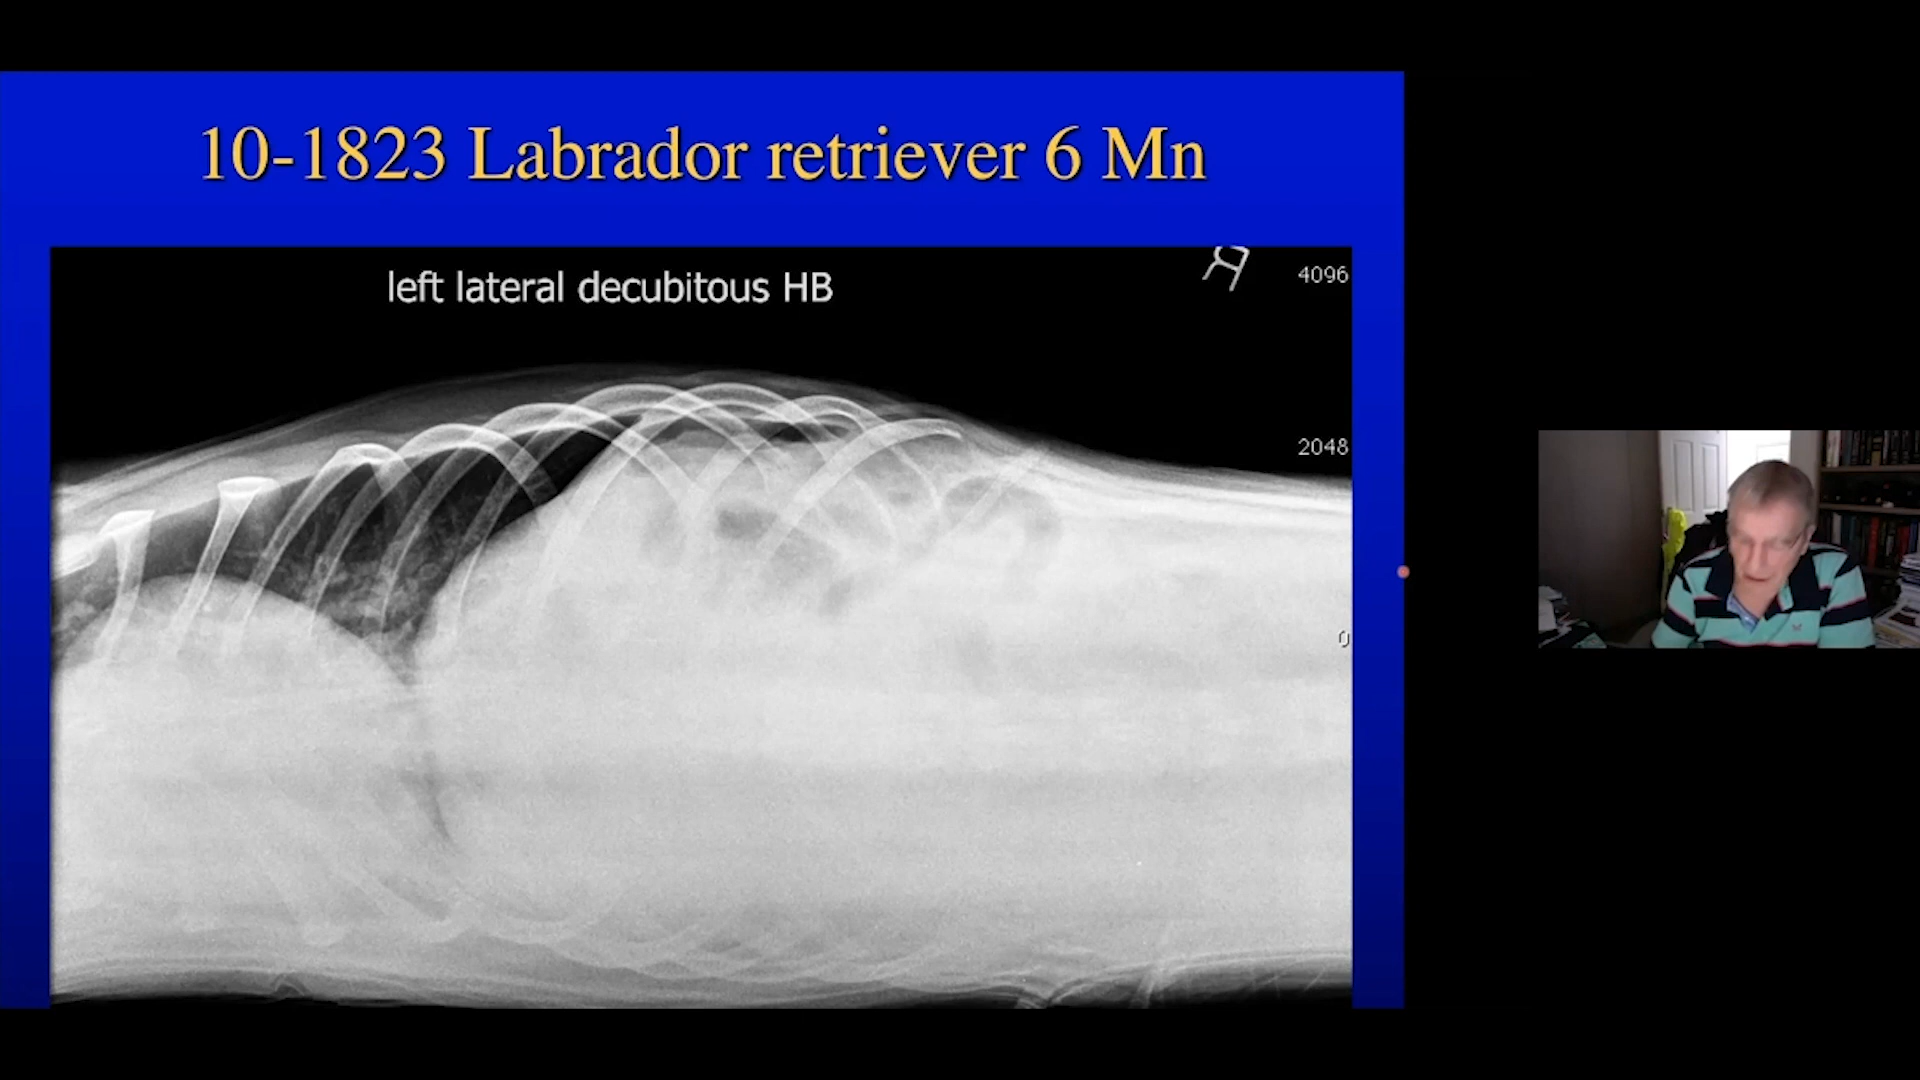 10-1823 Labrador retriever 6 Mn
left lateral decubitous HB
R
4096
2048
0